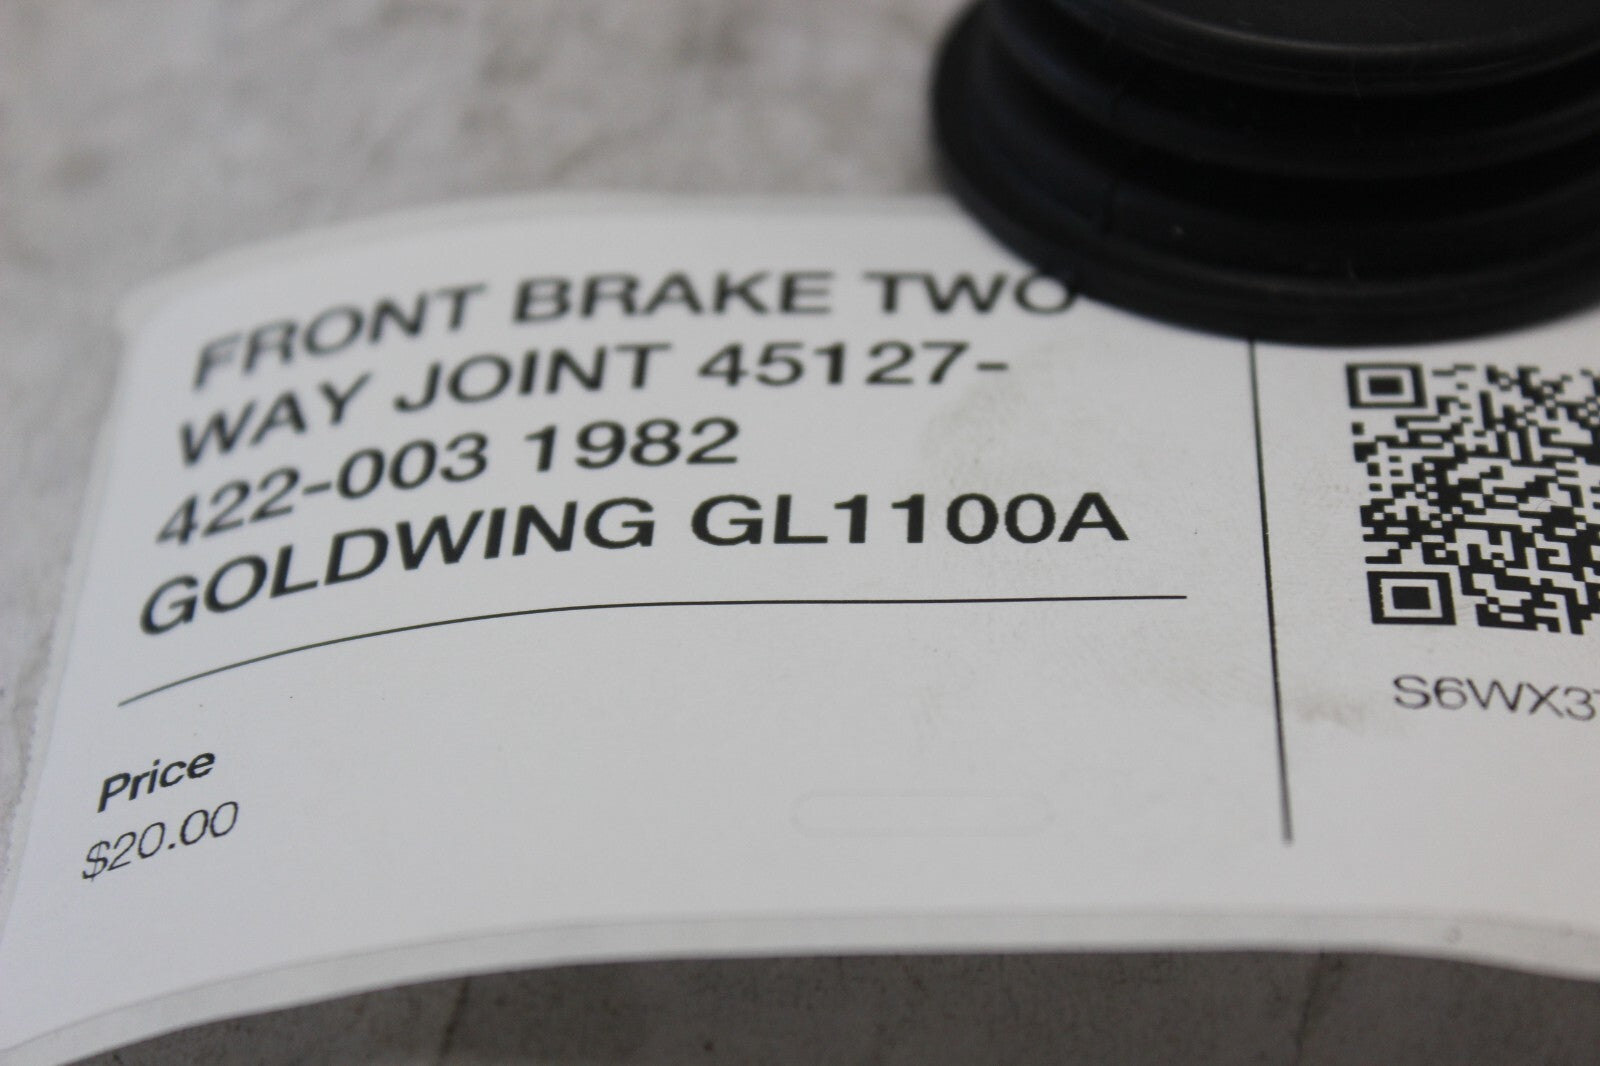 FRONT BRAKE TWO
WAY JOINT 45127-
422-003 1982
GOLDWING GL1100A
Price
$20.00
S6WX3